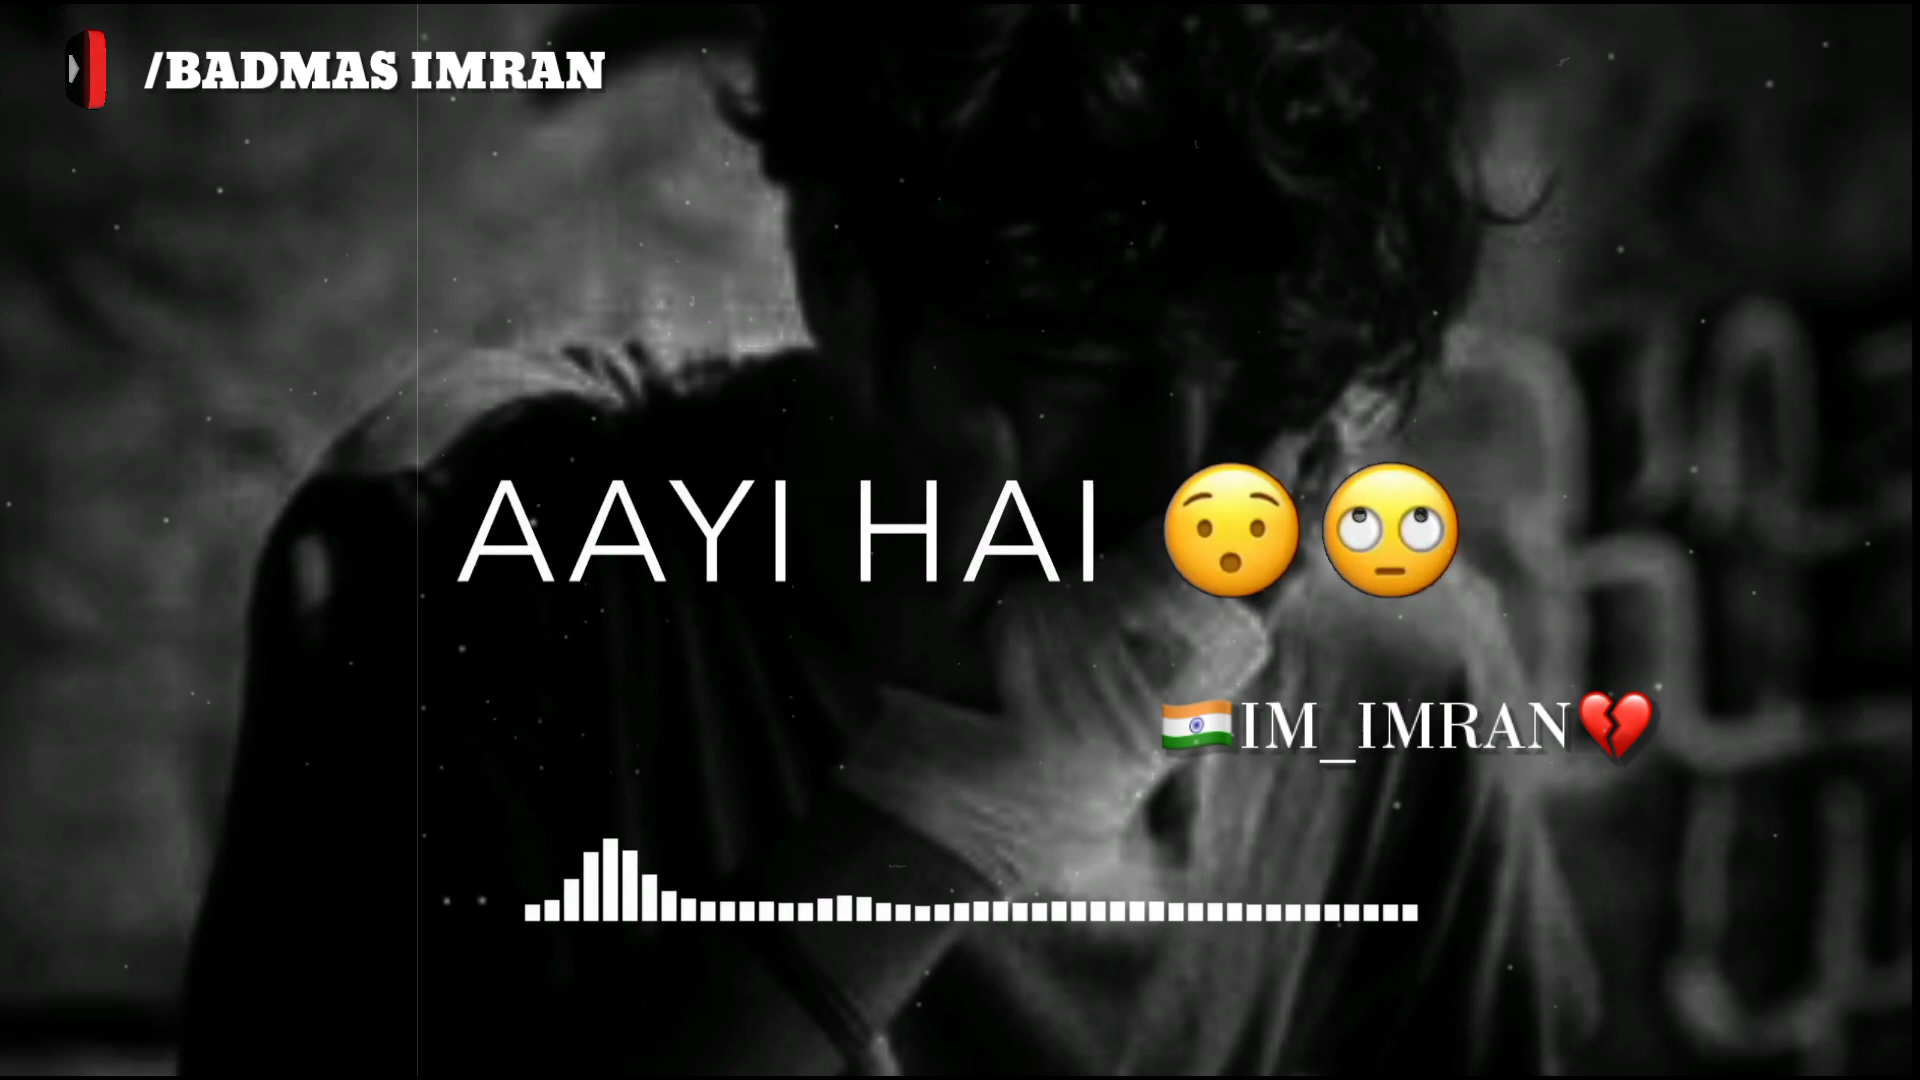 /BADMAS IMRAN
AAYI HAI 😯🙄
🇮🇳IM_IMRAN💔